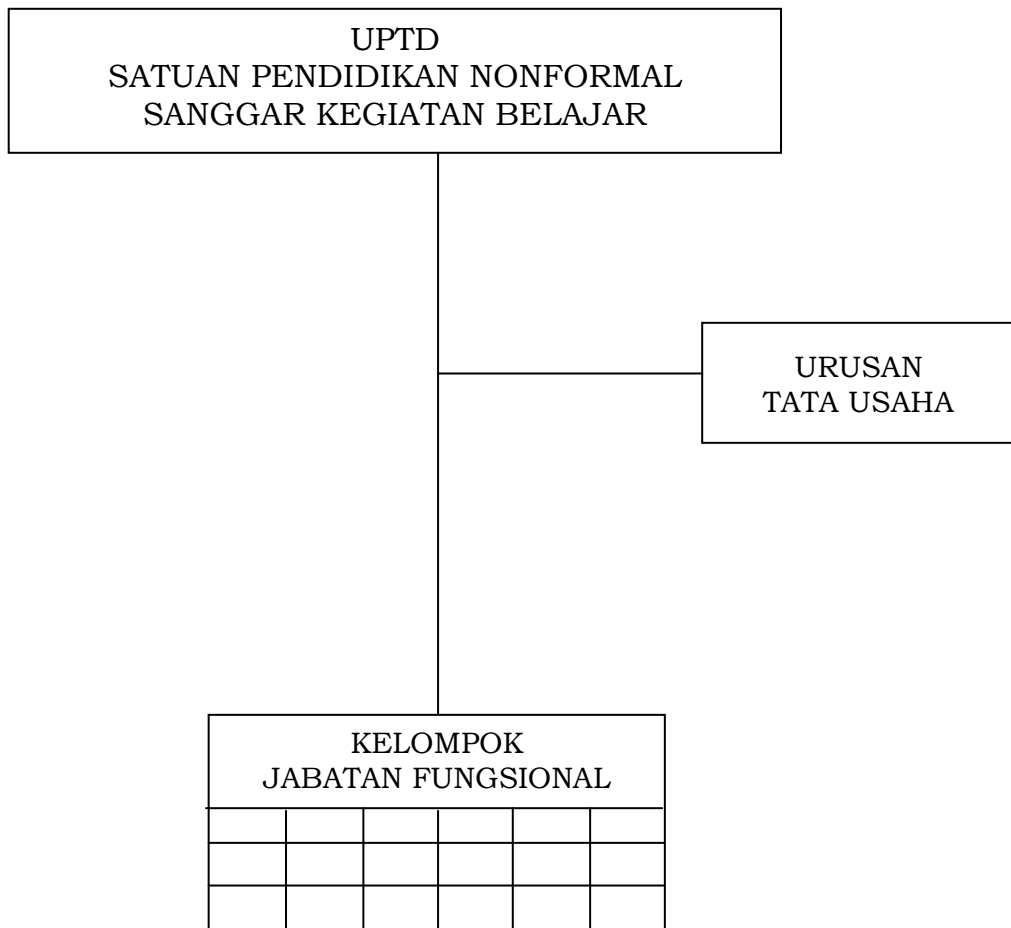 UPTD
SATUAN PENDIDIKAN NONFORMAL
SANGGAR KEGIATAN BELAJAR
URUSAN
TATA USAHA
KELOMPOK
JABATAN FUNGSIONAL